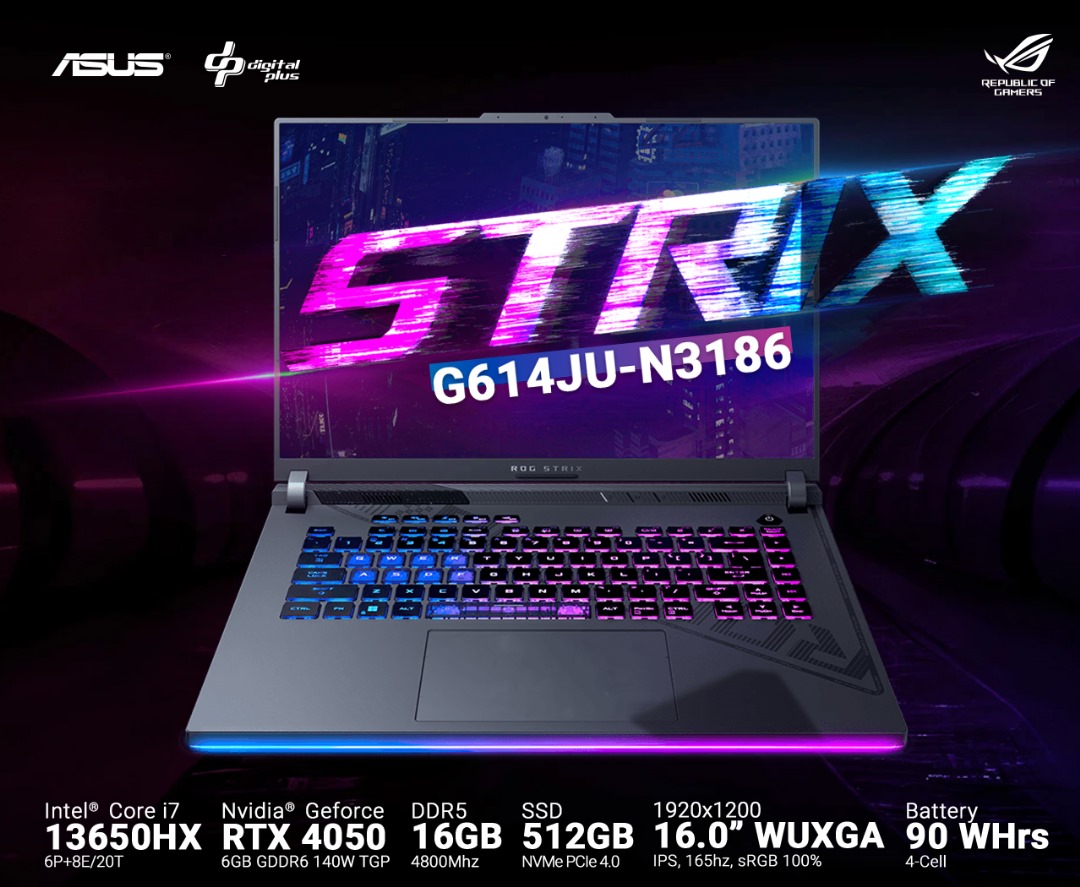 ASUS®
dp digital plus
REPUBLIC OF
GAMERS
STRIX
G614JU-N3186
ROG STRIX
Intel® Core i7
13650HX
6P+8E/20T
Nvidia® Geforce
RTX 4050
6GB GDDR6 140W TGP
DDR5
16GB
4800Mhz
SSD
512GB
NVMe PCIe 4.0
1920x1200
16.0” WUXGA
IPS, 165hz, sRGB 100%
Battery
90 WHrs
4-Cell